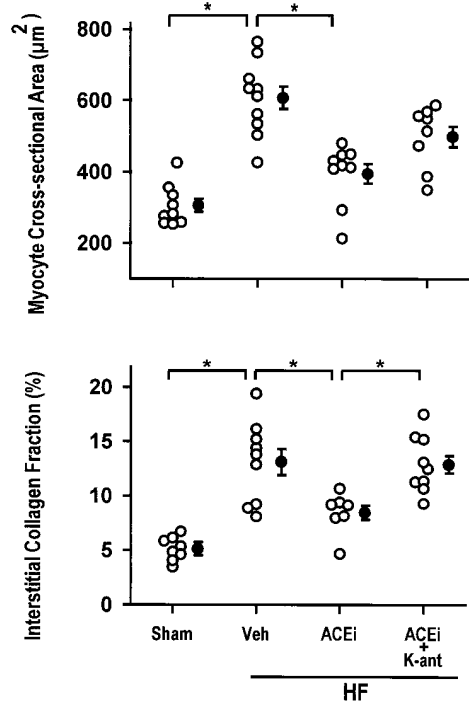 Myocyte Cross-sectional Area (µm²)
800
600
400
200
* *
Interstitial Collagen Fraction (%)
20
15
10
5
0
* * *
Sham Veh ACEi ACEi
+
K-ant
HF